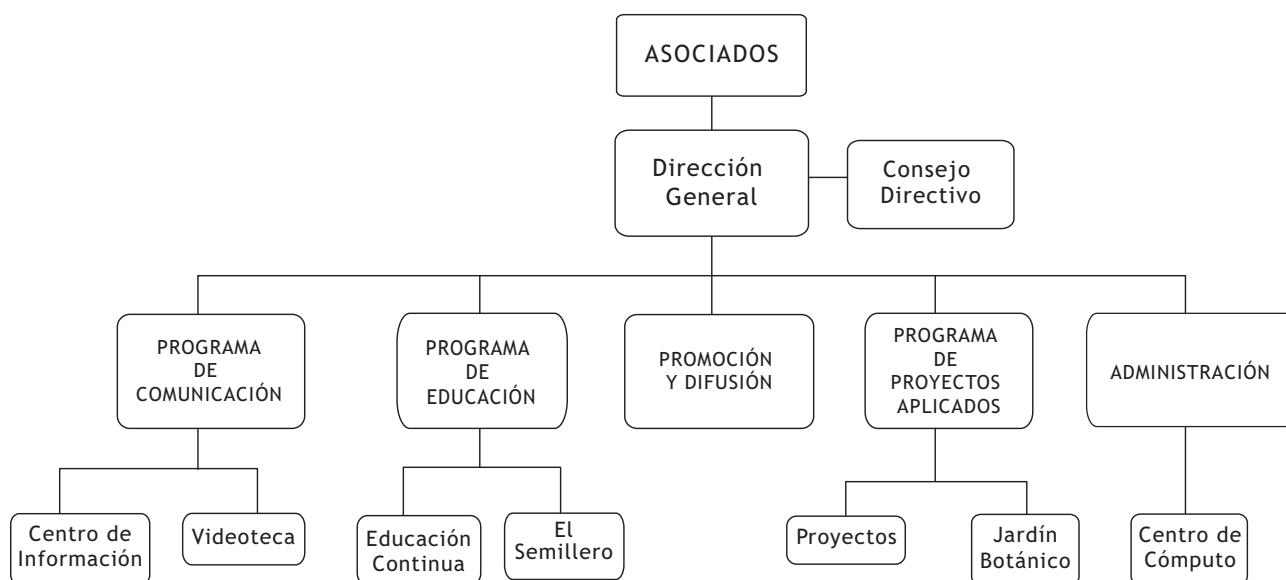 ASOCIADOS
Dirección
General
Consejo
Directivo
PROGRAMA
DE
COMUNICACIÓN
PROGRAMA
DE
EDUCACIÓN
PROMOCIÓN
Y DIFUSIÓN
PROGRAMA
DE
PROYECTOS
APLICADOS
ADMINISTRACIÓN
Centro de
Información
Videoteca
Educación
Continua
El
Semillero
Proyectos
Jardín
Botánico
Centro de
Cómputo